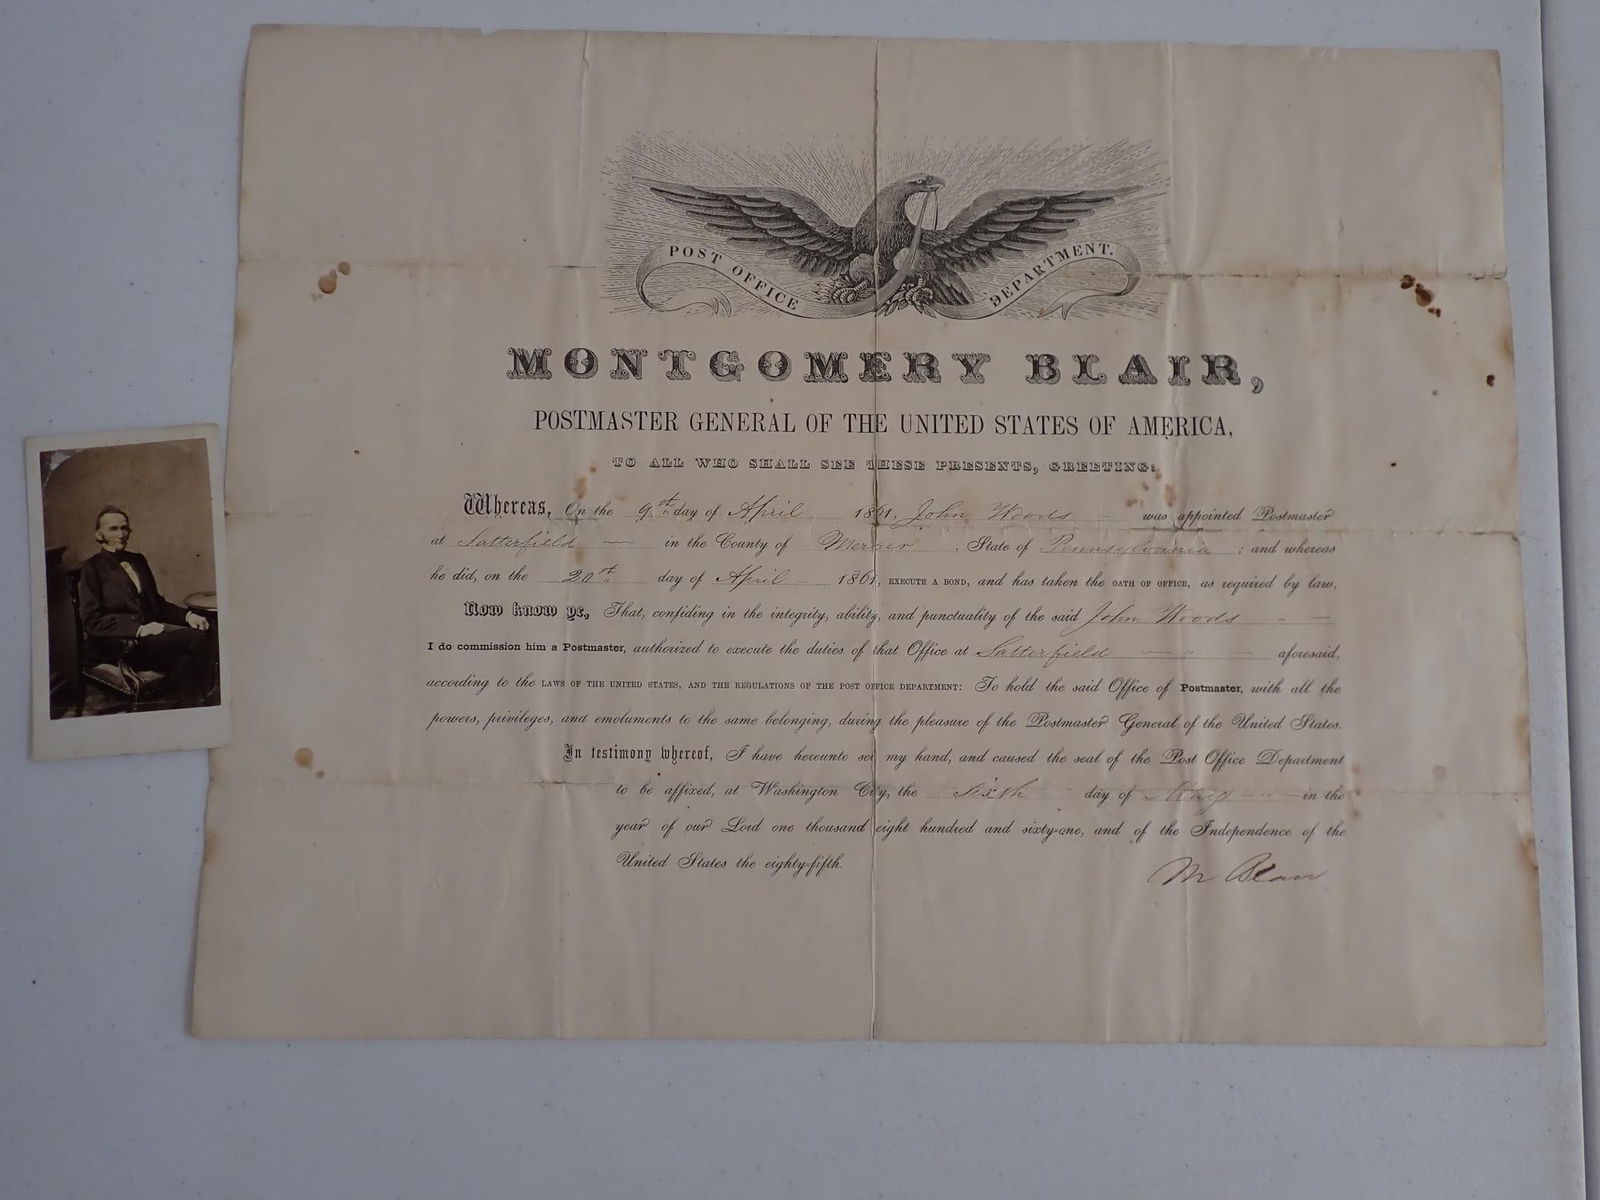 POST OFFICE DEPARTMENT.
MONTGOMERY BLAIR,
POSTMASTER GENERAL OF THE UNITED STATES OF AMERICA,
TO ALL WHO SHALL SEE THESE PRESENTS, GREETING:
Whereas, On the 9th day of April 1861, John Woods was appointed Postmaster
at Satterfield in the County of Mercer, State of Pennsylvania; and whereas
he did, on the 20th day of April 1861, EXECUTE A BOND, and has taken the OATH OF OFFICE, as required by law,
Now know ye, That, confiding in the integrity, ability, and punctuality of the said John Woods
I do commission him a Postmaster, authorized to execute the duties of that Office at Satterfield aforesaid,
according to the LAWS OF THE UNITED STATES, AND THE REGULATIONS OF THE POST OFFICE DEPARTMENT: To hold the said Office of Postmaster, with all the
powers, privileges, and emoluments to the same belonging, during the pleasure of the Postmaster General of the United States.
In testimony whereof, I have hereunto set my hand, and caused the seal of the Post Office Department
to be affixed, at Washington City, the Sixth day of May in the
year of our Lord one thousand eight hundred and sixty-one, and of the Independence of the
United States the eighty-fifth.
M Blair